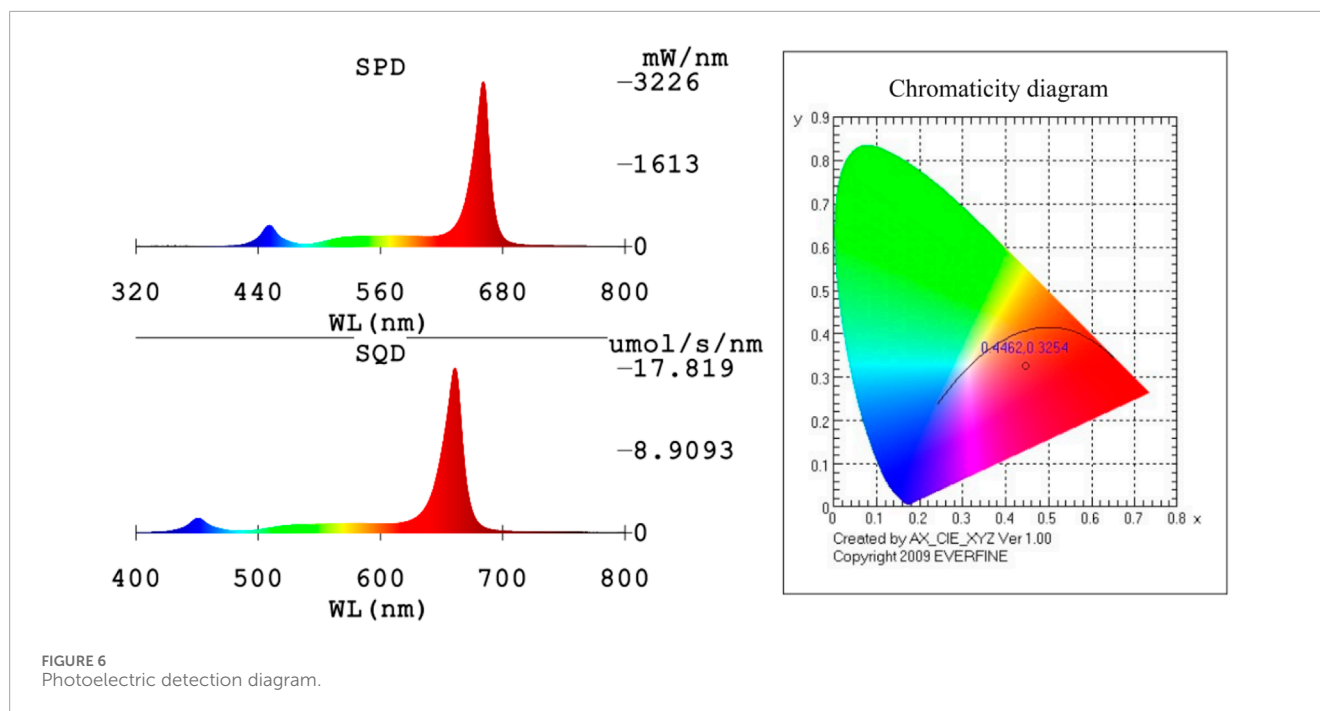 SPD
mW/nm
3226
1613
0
320 440 560 680 800
WL(nm)
SQD
umol/s/nm
17.819
8.9093
0
400 500 600 700 800
WL(nm)
Chromaticity diagram
y
0.9
0.8
0.7
0.6
0.5
0.4
0.3
0.2
0.1
0
0.4462,0.3254
0 0.1 0.2 0.3 0.4 0.5 0.6 0.7 0.8 x
Created by AX_CIE_XYZ Ver 1.00
Copyright 2009 EVERFINE
FIGURE 6
Photoelectric detection diagram.